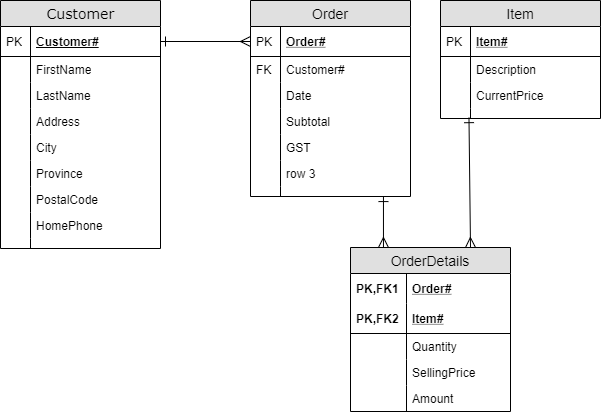 Customer
PK Customer#
FirstName
LastName
Address
City
Province
PostalCode
HomePhone
Order
PK Order#
FK Customer#
Date
Subtotal
GST
row 3
Item
PK Item#
Description
CurrentPrice
OrderDetails
PK,FK1 Order#
PK,FK2 Item#
Quantity
SellingPrice
Amount